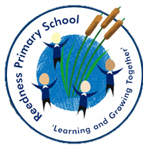 Reedness Primary School
'Learning and Growing Together'